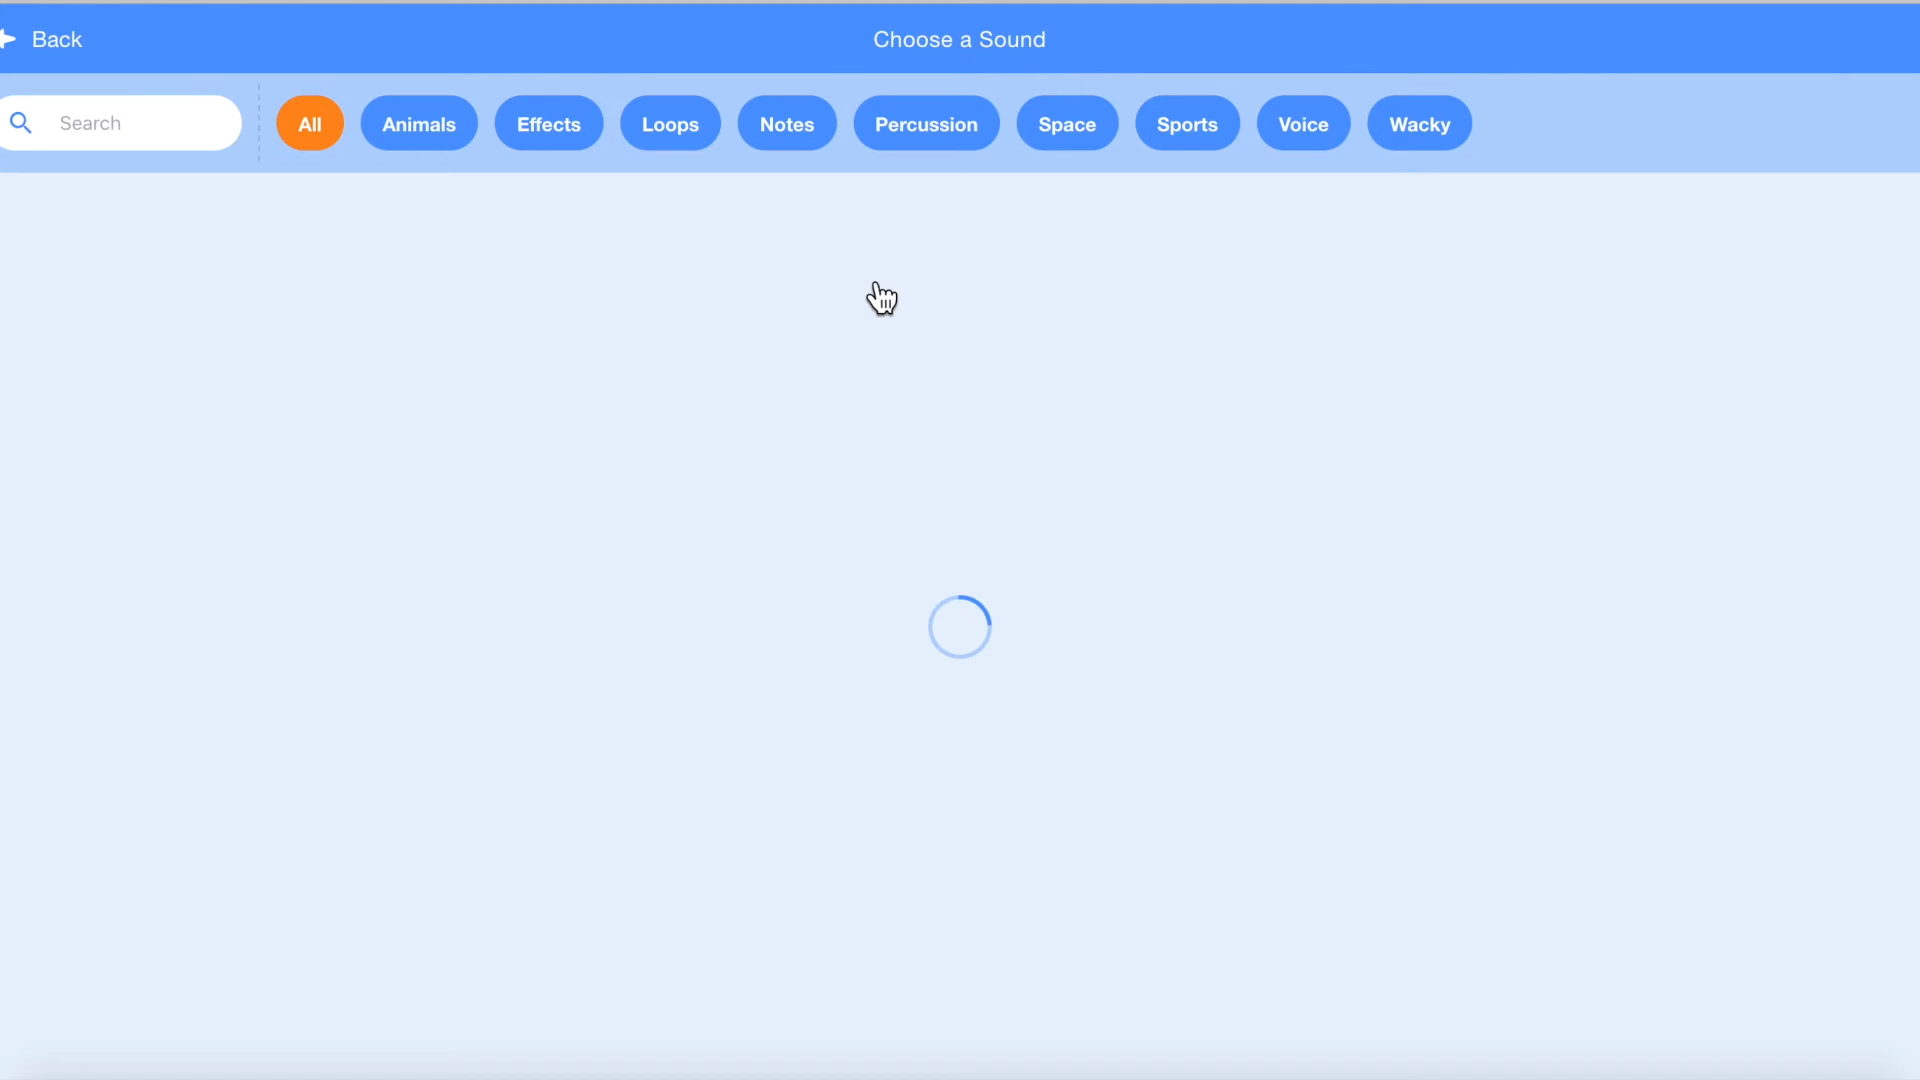 Back
Choose a Sound
Search
All
Animals
Effects
Loops
Notes
Percussion
Space
Sports
Voice
Wacky